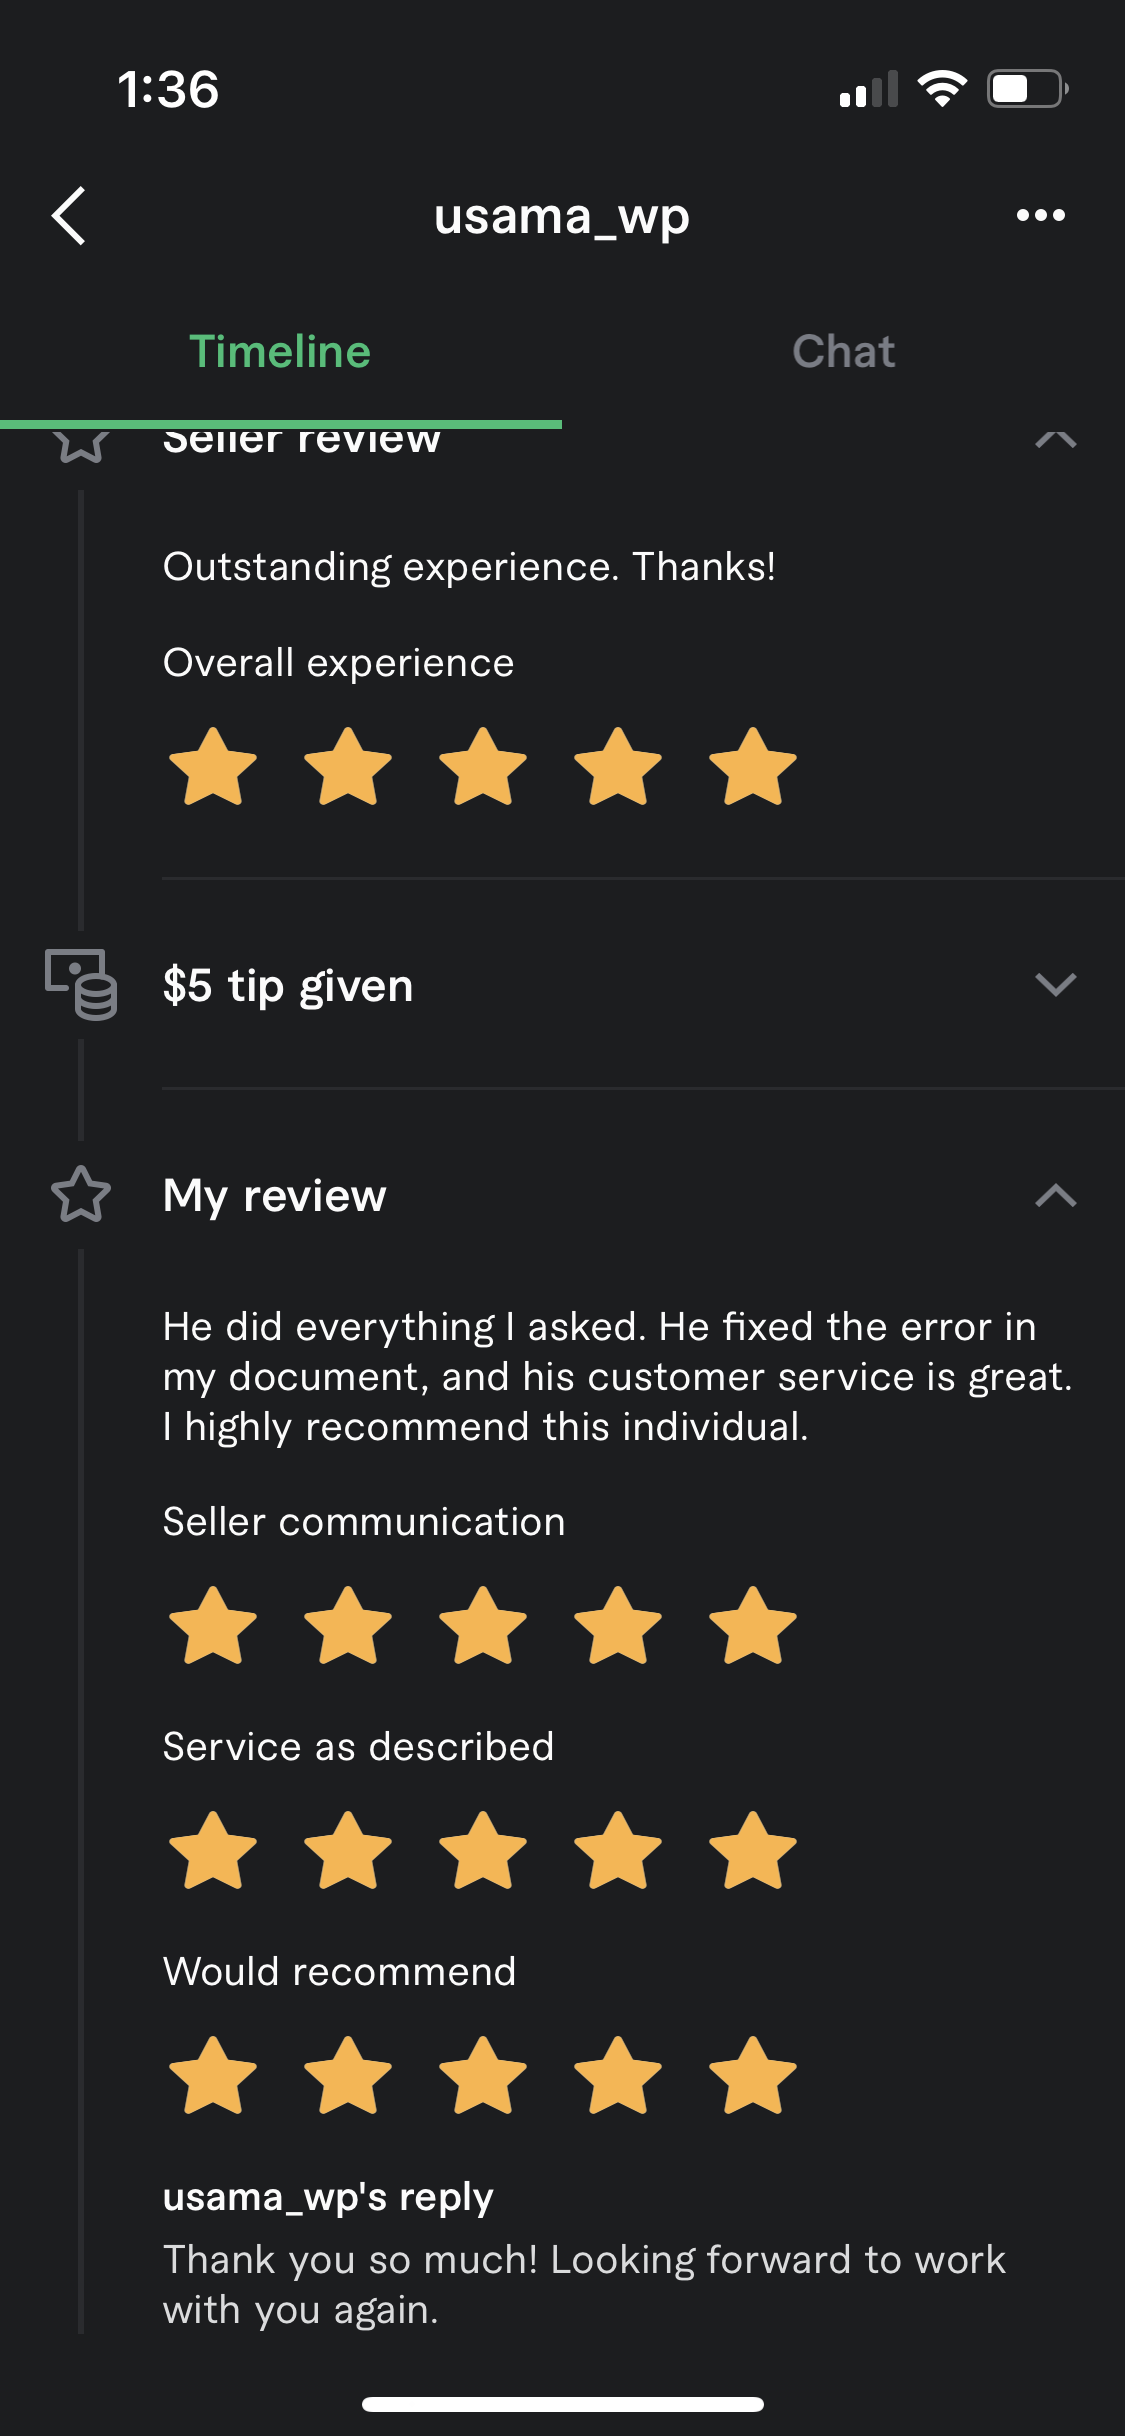 1:36
usama_wp
Timeline
Chat
Seller review
Outstanding experience. Thanks!
Overall experience
$5 tip given
My review
He did everything I asked. He fixed the error in
my document, and his customer service is great.
I highly recommend this individual.
Seller communication
Service as described
Would recommend
usama_wp's reply
Thank you so much! Looking forward to work
with you again.